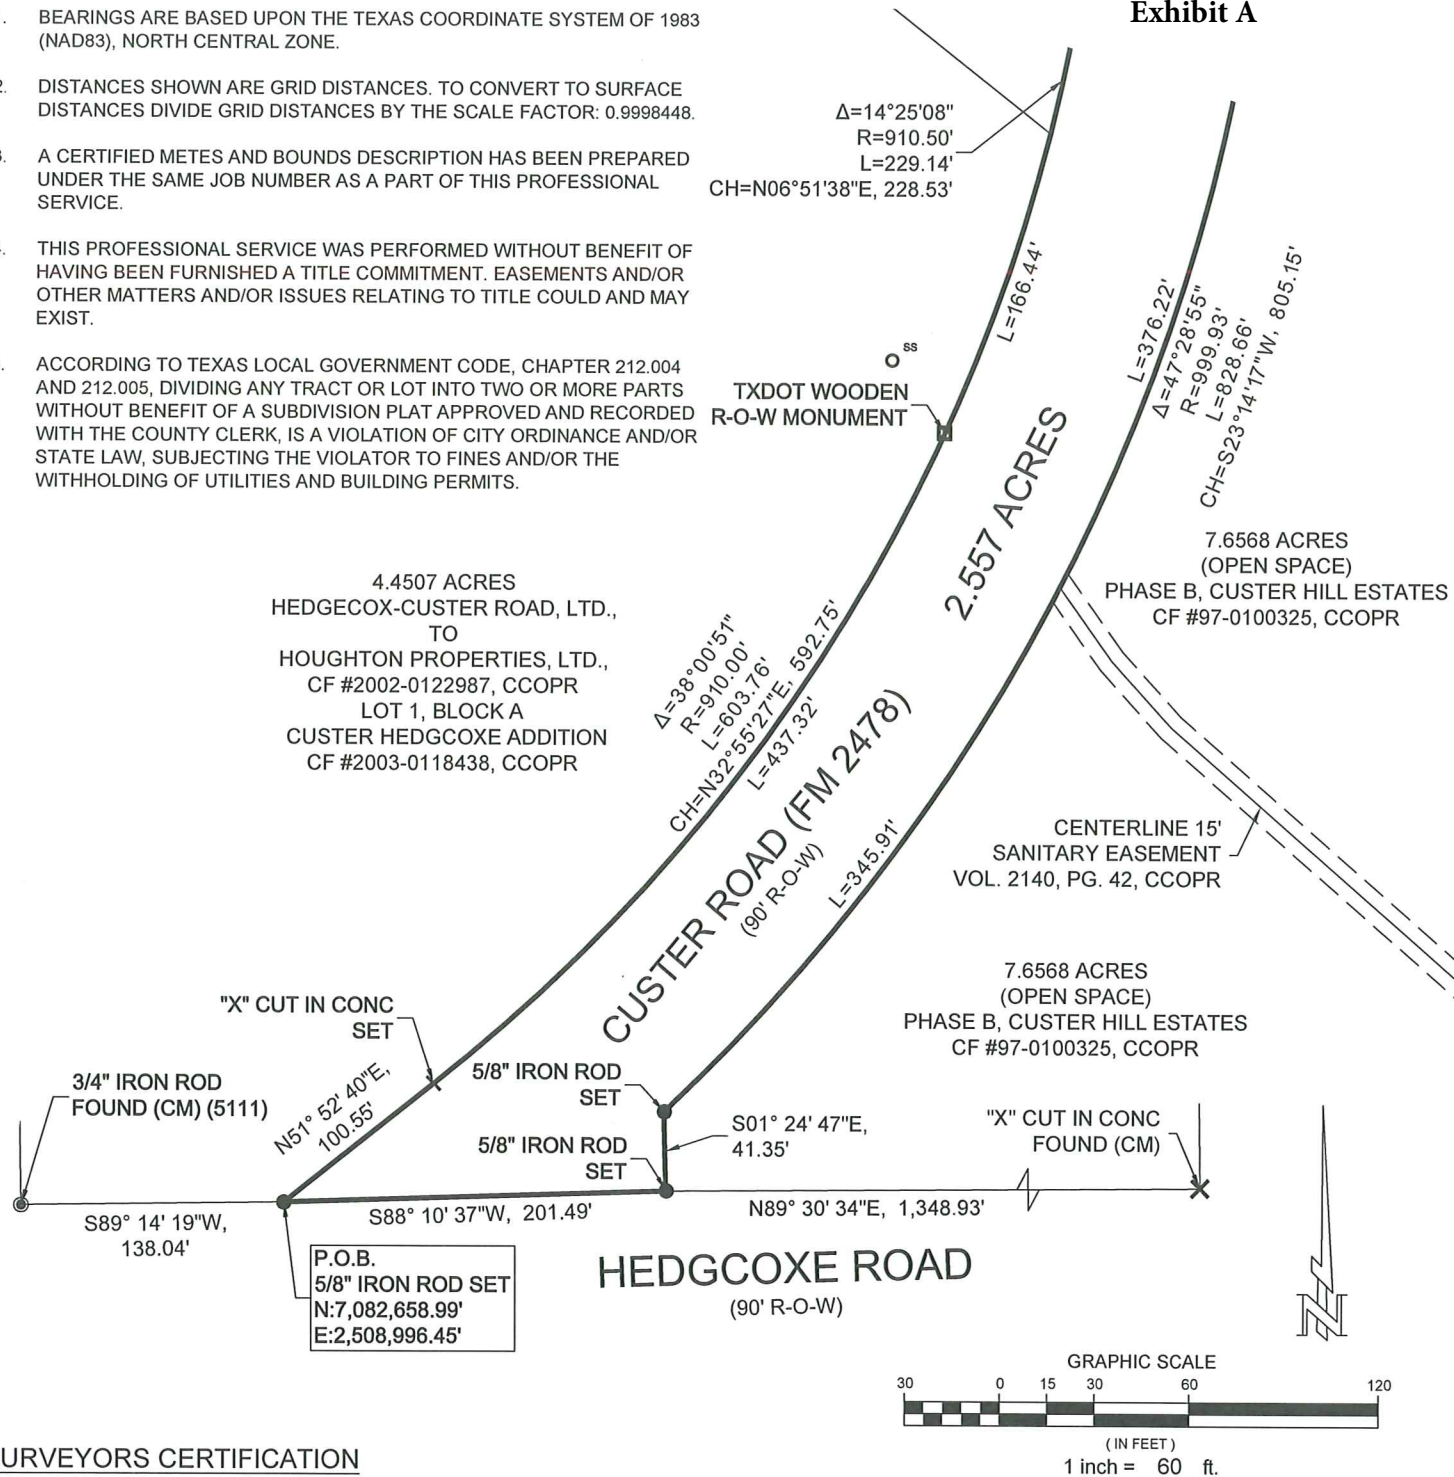 Exhibit A
BEARINGS ARE BASED UPON THE TEXAS COORDINATE SYSTEM OF 1983
(NAD83), NORTH CENTRAL ZONE.
2. DISTANCES SHOWN ARE GRID DISTANCES. TO CONVERT TO SURFACE
DISTANCES DIVIDE GRID DISTANCES BY THE SCALE FACTOR: 0.9998448.
A CERTIFIED METES AND BOUNDS DESCRIPTION HAS BEEN PREPARED
UNDER THE SAME JOB NUMBER AS A PART OF THIS PROFESSIONAL
SERVICE.
THIS PROFESSIONAL SERVICE WAS PERFORMED WITHOUT BENEFIT OF
HAVING BEEN FURNISHED A TITLE COMMITMENT. EASEMENTS AND/OR
OTHER MATTERS AND/OR ISSUES RELATING TO TITLE COULD AND MAY
EXIST.
ACCORDING TO TEXAS LOCAL GOVERNMENT CODE, CHAPTER 212.004
AND 212.005, DIVIDING ANY TRACT OR LOT INTO TWO OR MORE PARTS
WITHOUT BENEFIT OF A SUBDIVISION PLAT APPROVED AND RECORDED
WITH THE COUNTY CLERK, IS A VIOLATION OF CITY ORDINANCE AND/OR
STATE LAW, SUBJECTING THE VIOLATOR TO FINES AND/OR THE
WITHHOLDING OF UTILITIES AND BUILDING PERMITS.
Δ=14°25'08"
R=910.50'
L=229.14'
CH=N06°51'38"E, 228.53'
L=166.44'
L=376.22'
Δ=47°28'55"
R=999.93'
L=828.66'
CH=S23°14'17"W, 805.15'
SS
TXDOT WOODEN
R-O-W MONUMENT
2.557 ACRES
7.6568 ACRES
(OPEN SPACE)
PHASE B, CUSTER HILL ESTATES
CF #97-0100325, CCOPR
4.4507 ACRES
HEDGECOX-CUSTER ROAD, LTD.,
TO
HOUGHTON PROPERTIES, LTD.,
CF #2002-0122987, CCOPR
LOT 1, BLOCK A
CUSTER HEDGCOXE ADDITION
CF #2003-0118438, CCOPR
Δ=38°00'51"
R=910.00'
L=603.76'
CH=N32°55'27"E, 592.75'
L=437.32'
CUSTER ROAD (FM 2478)
(90' R-O-W)
L=345.91'
CENTERLINE 15'
SANITARY EASEMENT
VOL. 2140, PG. 42, CCOPR
7.6568 ACRES
(OPEN SPACE)
PHASE B, CUSTER HILL ESTATES
CF #97-0100325, CCOPR
"X" CUT IN CONC
SET
3/4" IRON ROD
FOUND (CM) (5111)
N51° 52' 40"E,
100.55'
5/8" IRON ROD
SET
5/8" IRON ROD
SET
S01° 24' 47"E,
41.35'
"X" CUT IN CONC
FOUND (CM)
S89° 14' 19"W,
138.04'
S88° 10' 37"W, 201.49'
N89° 30' 34"E, 1,348.93'
P.O.B.
5/8" IRON ROD SET
N:7,082,658.99'
E:2,508,996.45'
HEDGCOXE ROAD
(90' R-O-W)
N
GRAPHIC SCALE
30 0 15 30 60 120
( IN FEET )
1 inch = 60 ft.
URVEYORS CERTIFICATION